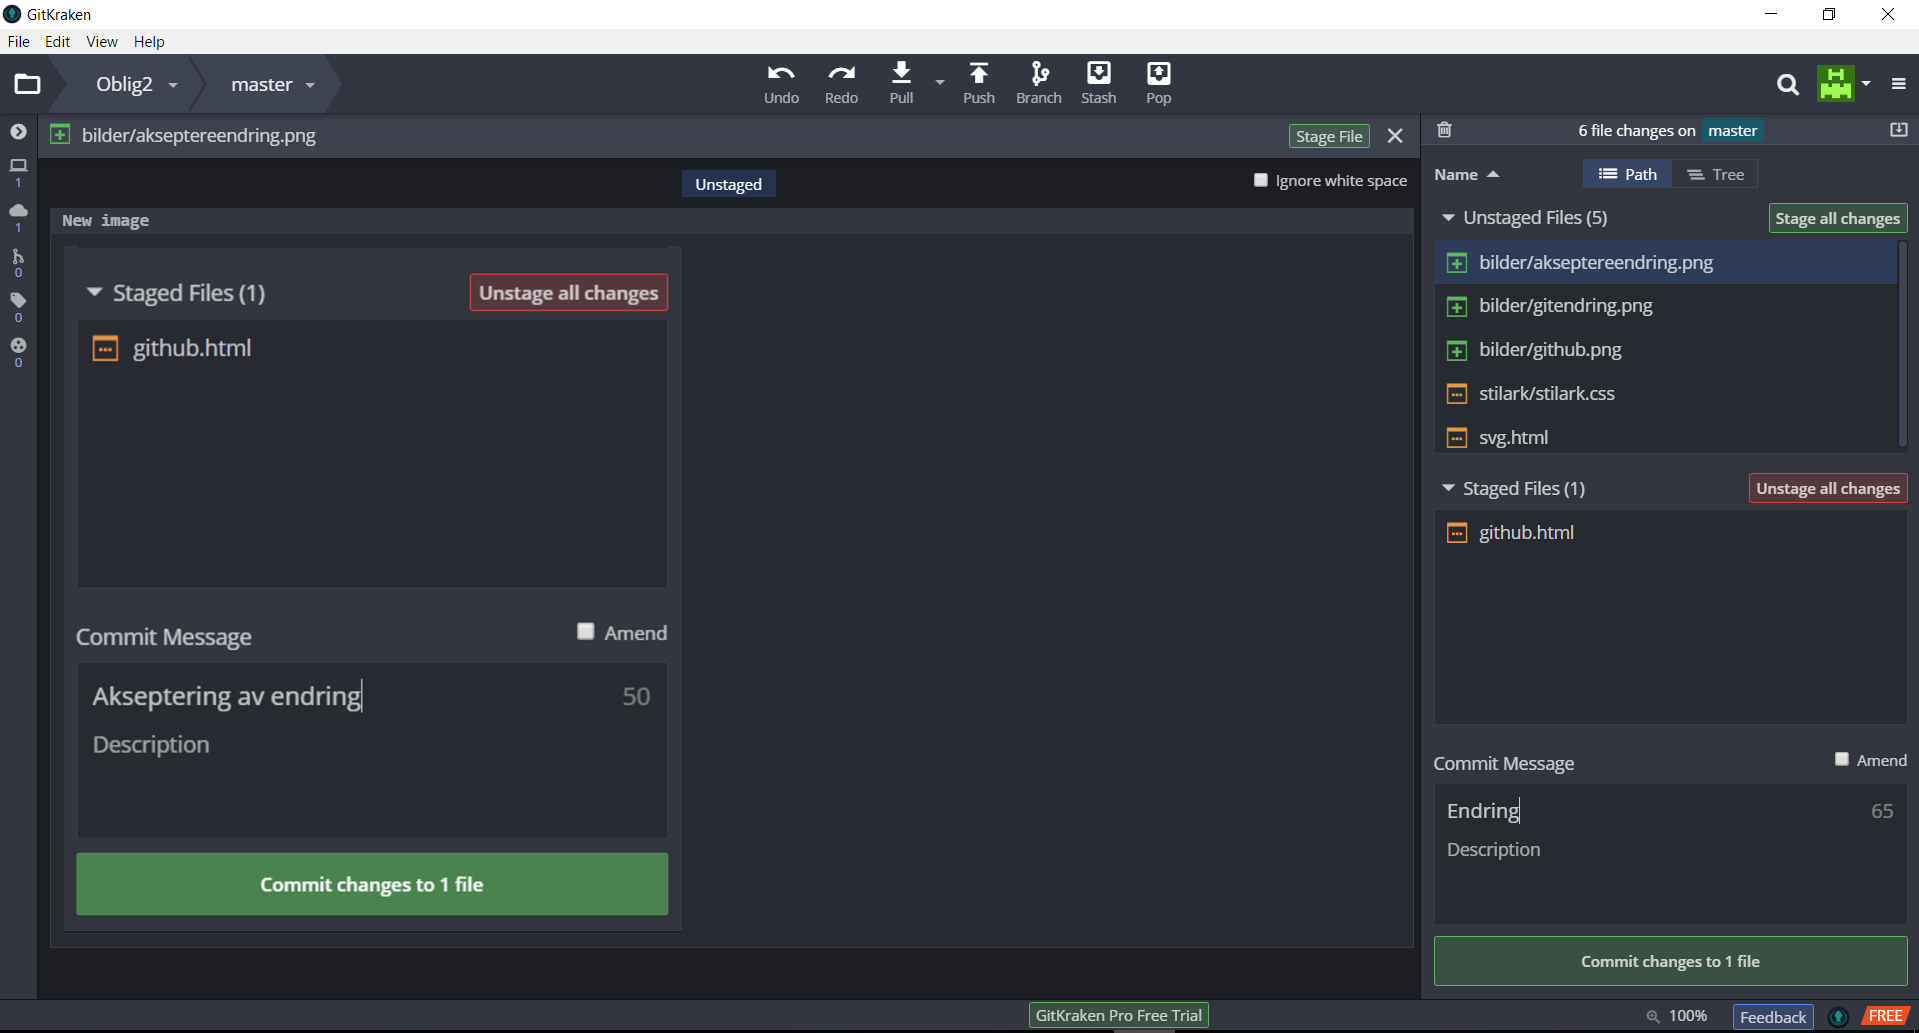 GitKraken
File Edit View Help
Oblig2 master Undo Redo Pull Push Branch Stash Pop
1
1
0
0
0
bilder/akseptereendring.png Stage File
Unstaged Ignore white space
New image
Staged Files (1) Unstage all changes
github.html
Commit Message Amend
Akseptering av endring 50
Description
Commit changes to 1 file
6 file changes on master
Name Path Tree
Unstaged Files (5) Stage all changes
bilder/akseptereendring.png
bilder/gitendring.png
bilder/github.png
stilark/stilark.css
svg.html
Staged Files (1) Unstage all changes
github.html
Commit Message Amend
Endring 65
Description
Commit changes to 1 file
GitKraken Pro Free Trial 100% Feedback FREE